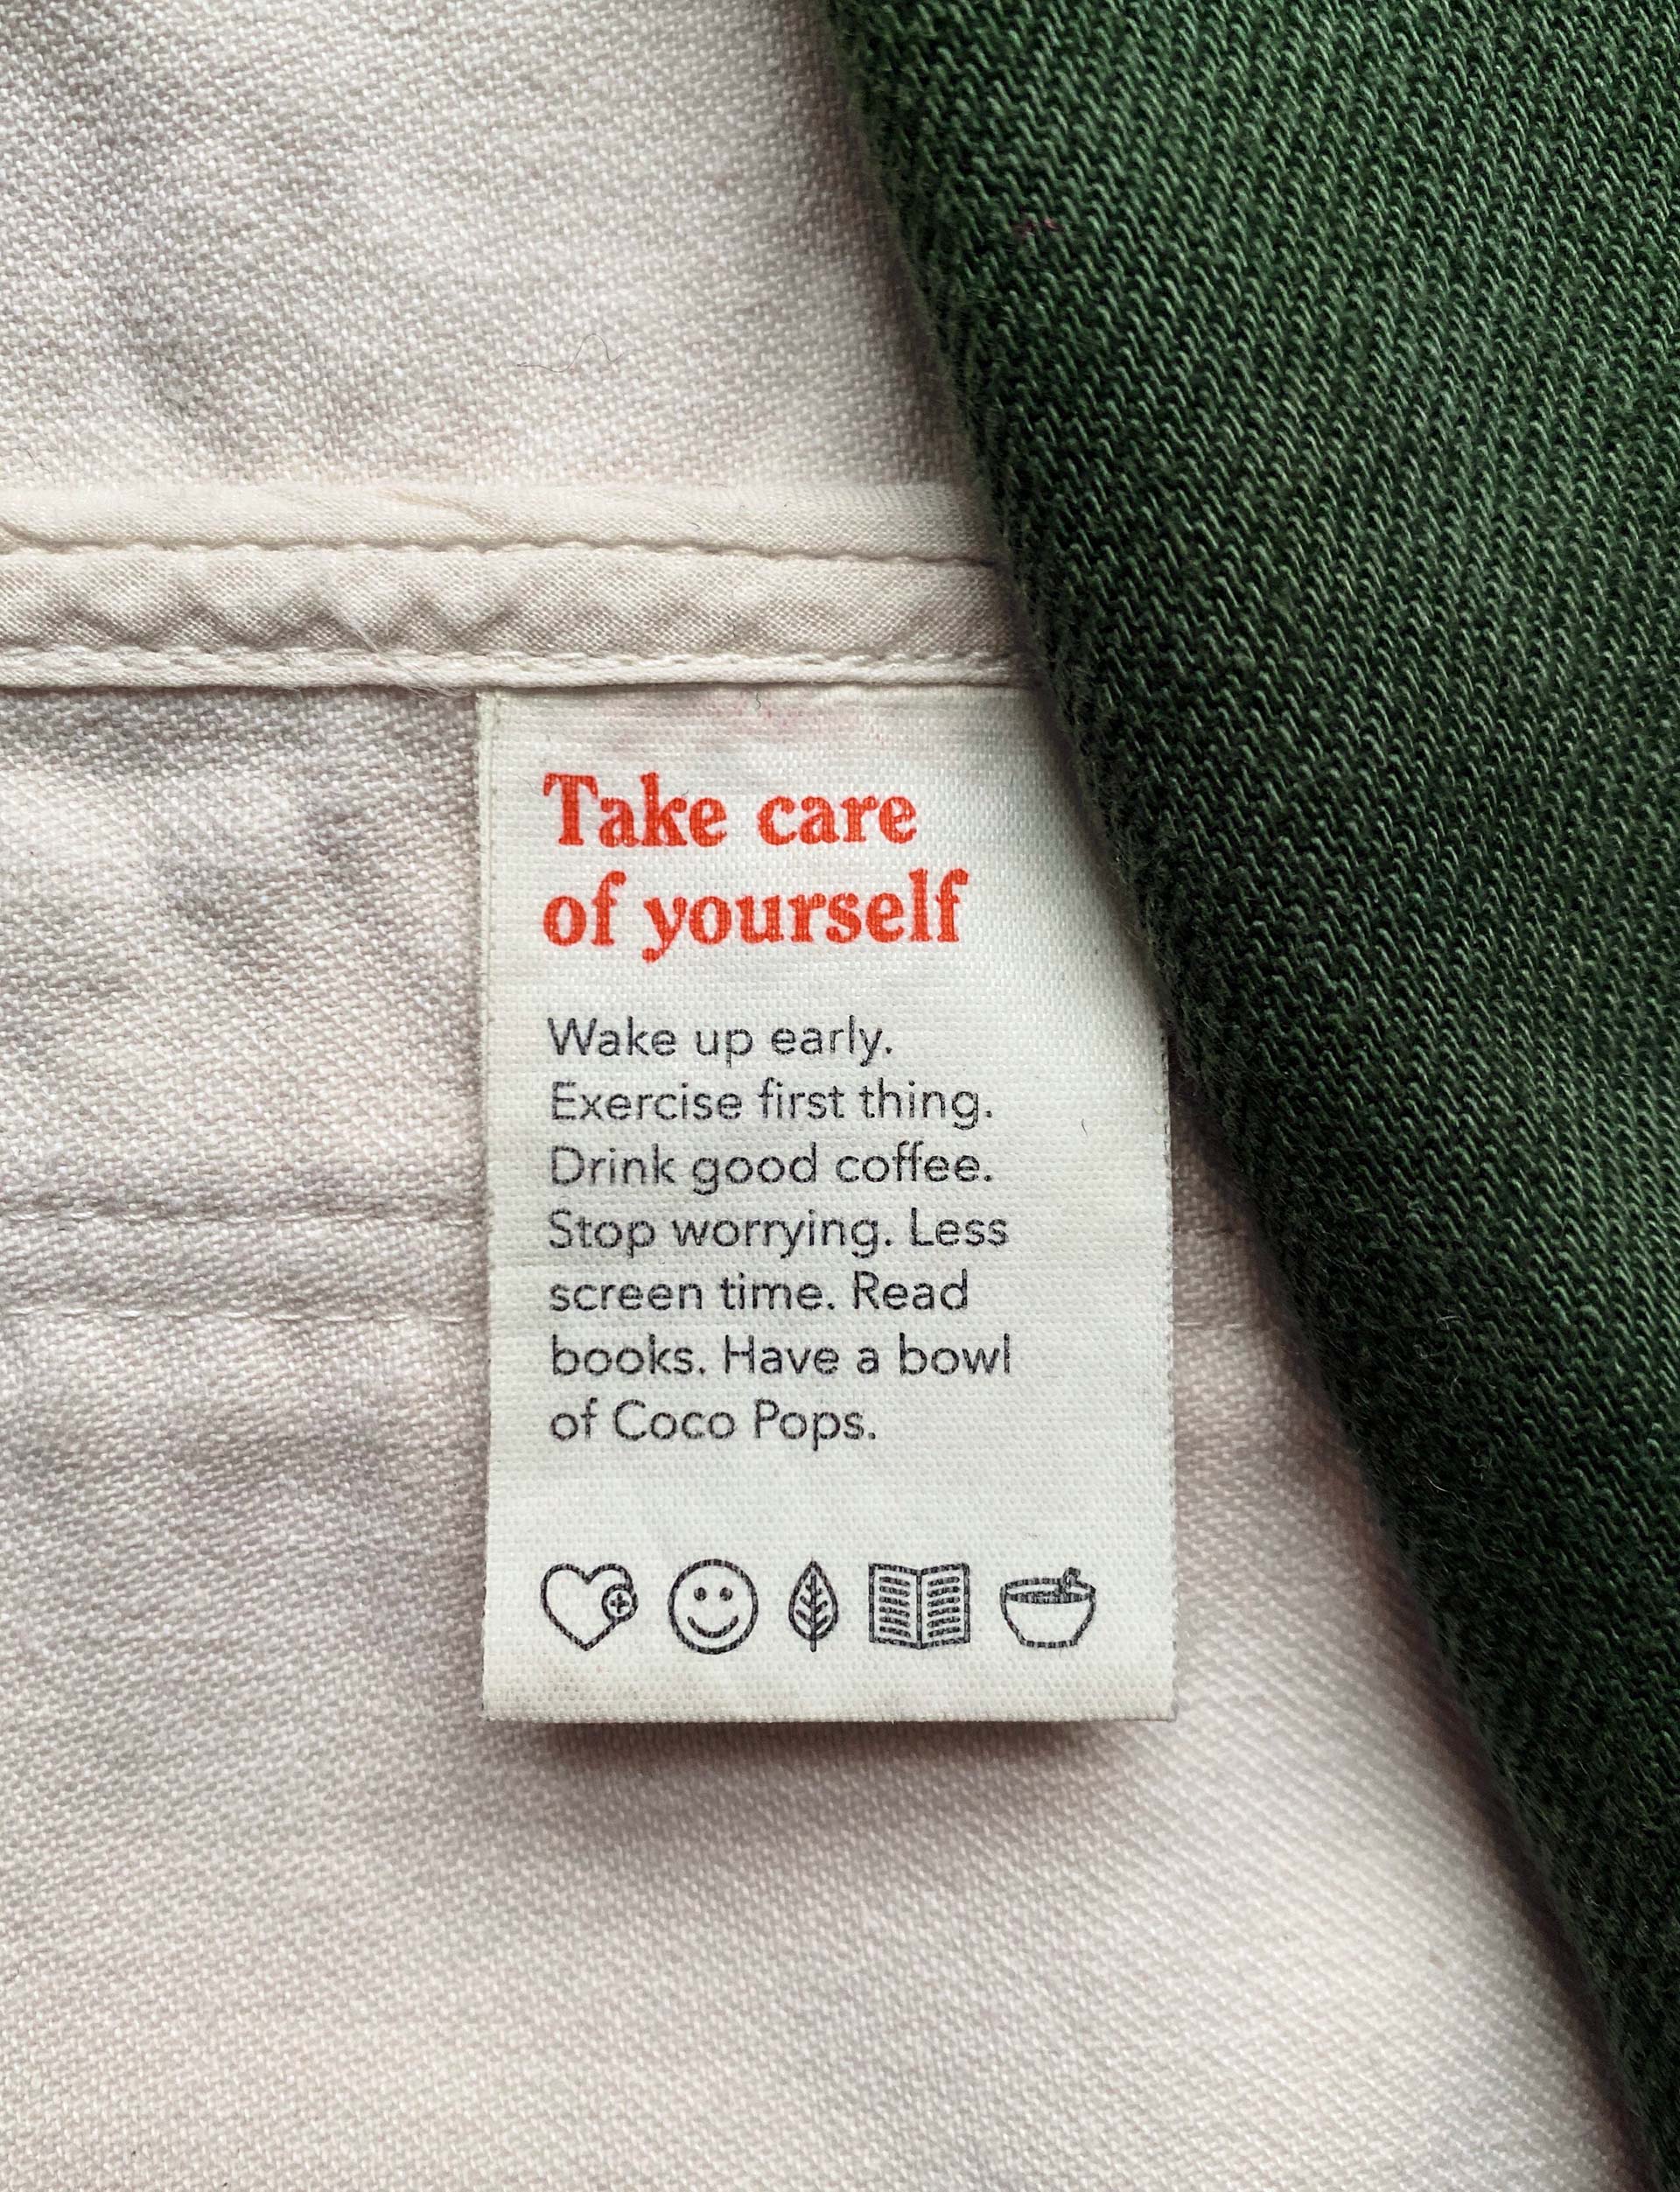 Take care
of yourself
Wake up early.
Exercise first thing.
Drink good coffee.
Stop worrying. Less
screen time. Read
books. Have a bowl
of Coco Pops.